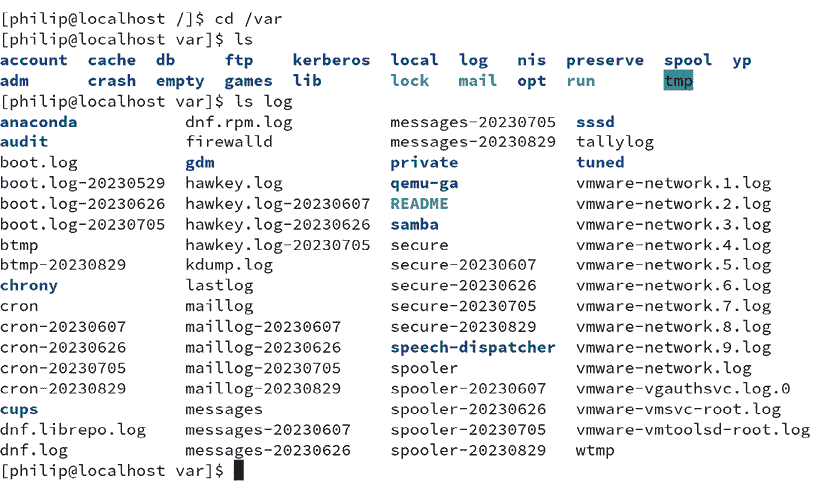 [philip@localhost /]$ cd /var
[philip@localhost var]$ ls
account  cache  db     ftp    kerberos  local  log   nis  preserve  spool  yp
adm      crash  empty  games  lib       lock   mail  opt  run       tmp
[philip@localhost var]$ ls log
anaconda           dnf.rpm.log         messages-20230705  sssd
audit              firewalld           messages-20230829  tallylog
boot.log           gdm                 private            tuned
boot.log-20230529  hawkey.log          qemu-ga            vmware-network.1.log
boot.log-20230626  hawkey.log-20230607 README             vmware-network.2.log
boot.log-20230705  hawkey.log-20230626 samba              vmware-network.3.log
btmp               hawkey.log-20230705 secure             vmware-network.4.log
btmp-20230829      kdump.log           secure-20230607    vmware-network.5.log
chrony             lastlog             secure-20230626    vmware-network.6.log
cron               maillog             secure-20230705    vmware-network.7.log
cron-20230607      maillog-20230607    secure-20230829    vmware-network.8.log
cron-20230626      maillog-20230626    speech-dispatcher  vmware-network.9.log
cron-20230705      maillog-20230705    spooler            vmware-network.log
cron-20230829      maillog-20230829    spooler-20230607   vmware-vgauthsvc.log.0
cups               messages            spooler-20230626   vmware-vmsvc-root.log
dnf.librepo.log    messages-20230607   spooler-20230705   vmware-vmtoolsd-root.log
dnf.log            messages-20230626   spooler-20230829   wtmp
[philip@localhost var]$